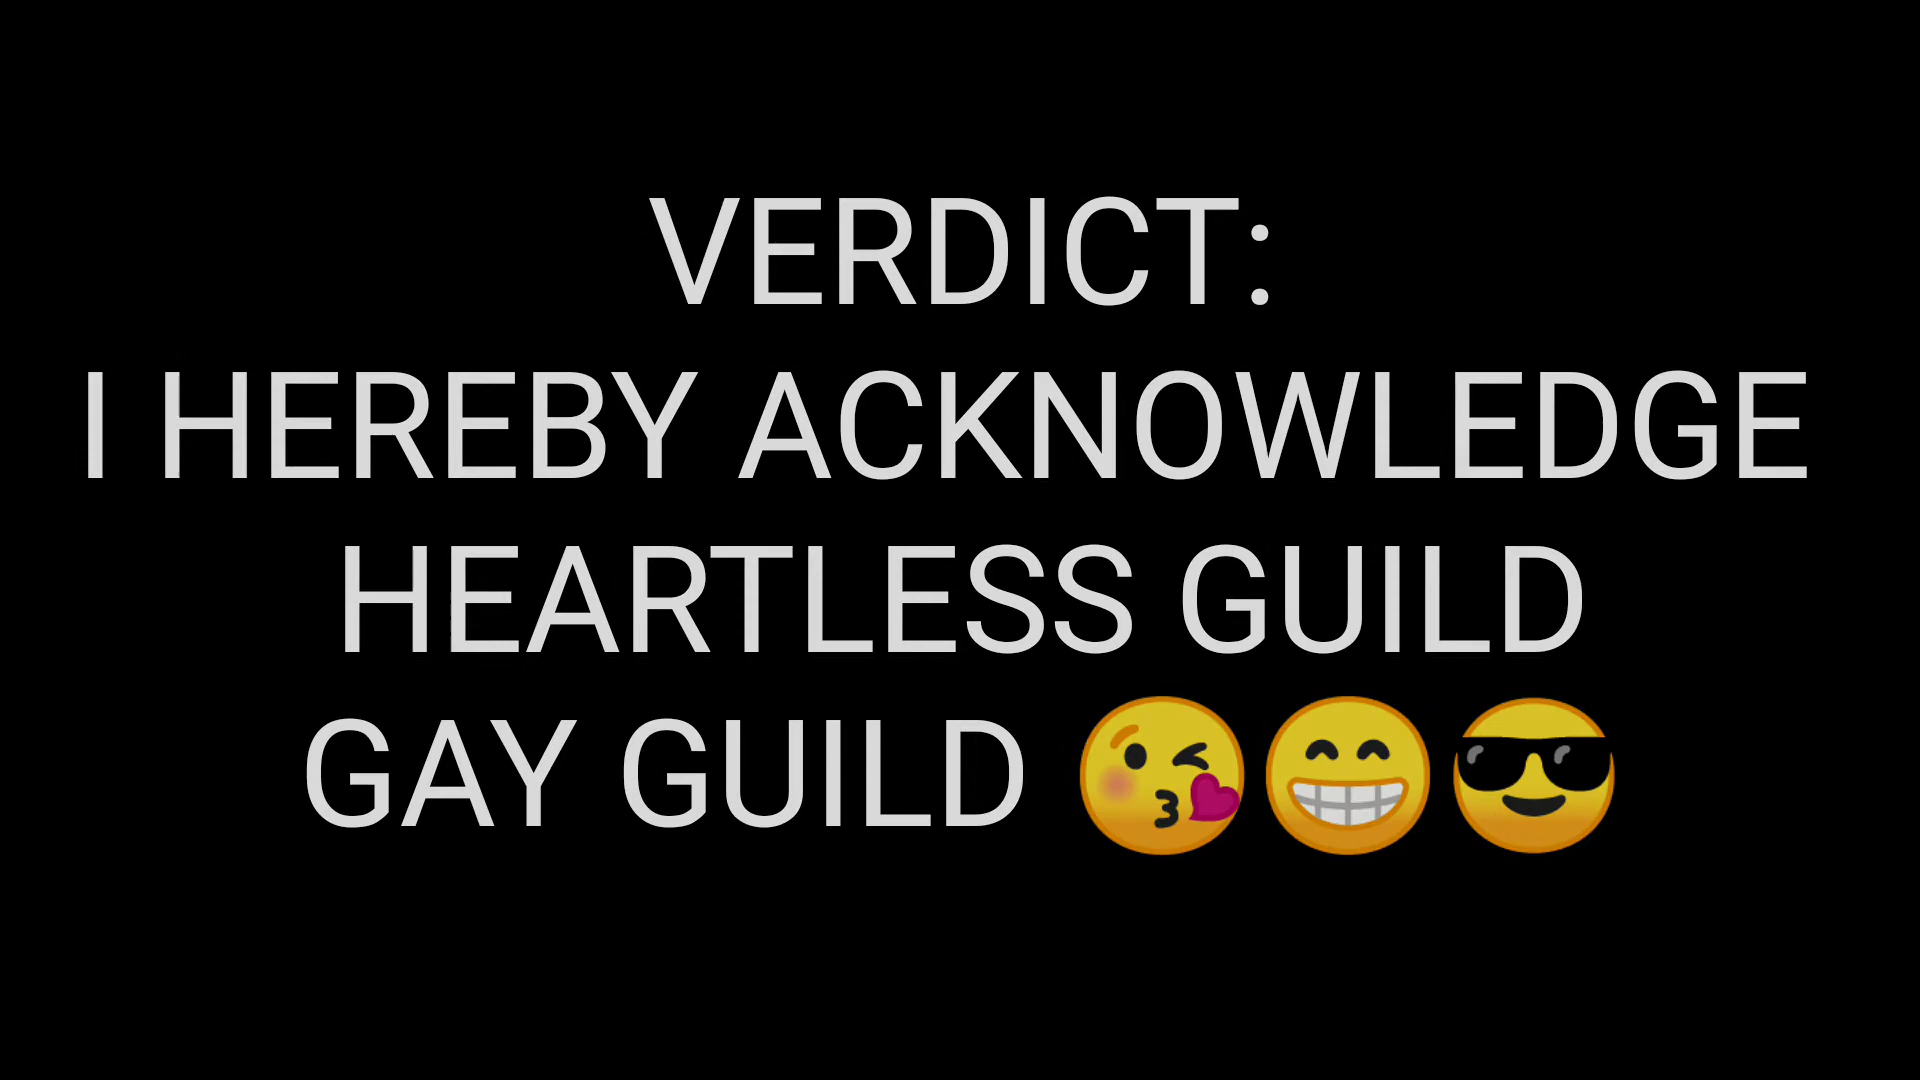 VERDICT:
I HEREBY ACKNOWLEDGE
HEARTLESS GUILD
GAY GUILD 😘😁😎